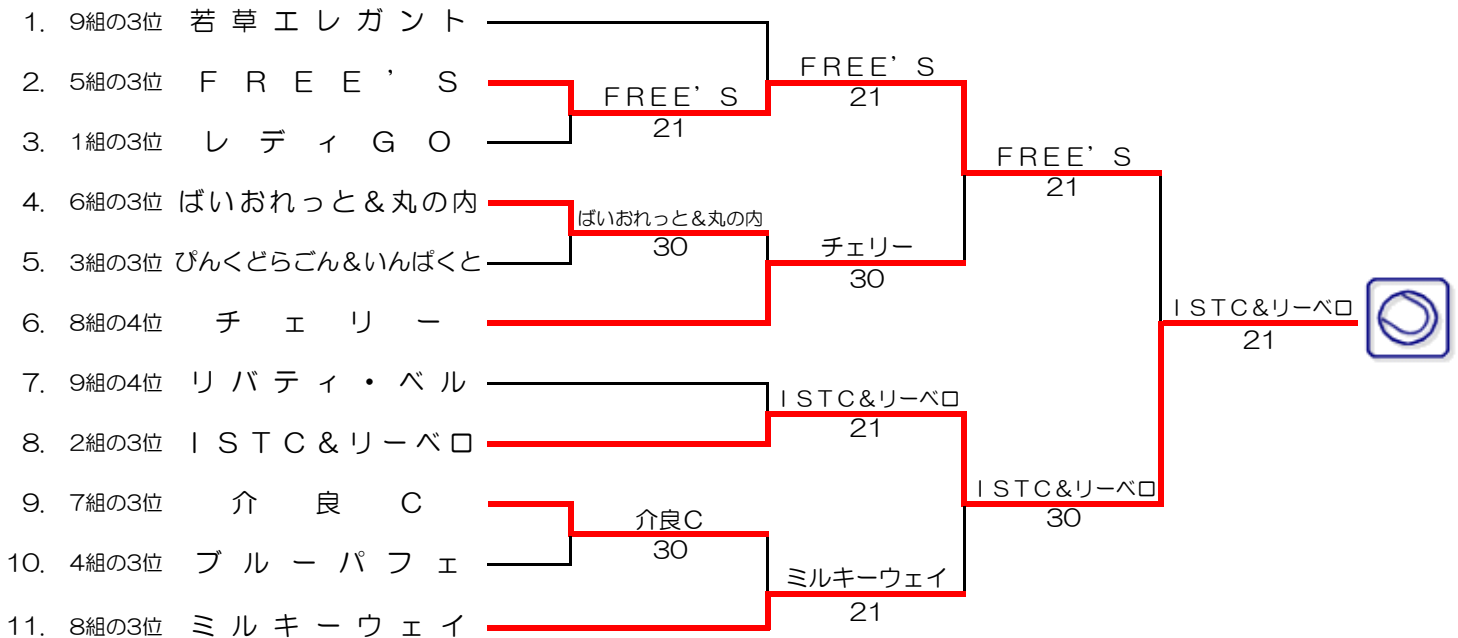 1. 9組の3位 若草エレガント
FREE'S
21
2. 5組の3位 FREE'S
FREE'S
21
3. 1組の3位 レディGO
FREE'S
21
4. 6組の3位 ばいおれっと&丸の内
ばいおれっと&丸の内
30
5. 3組の3位 ぴんくどらごん&いんぱくと
チェリー
30
6. 8組の4位 チェリー
ISTC&リーベロ
21
7. 9組の4位 リバティ・ベル
ISTC&リーベロ
21
8. 2組の3位 ISTC&リーベロ
ISTC&リーベロ
30
9. 7組の3位 介良C
介良C
30
10. 4組の3位 ブルーパフェ
ミルキーウェイ
21
11. 8組の3位 ミルキーウェイ